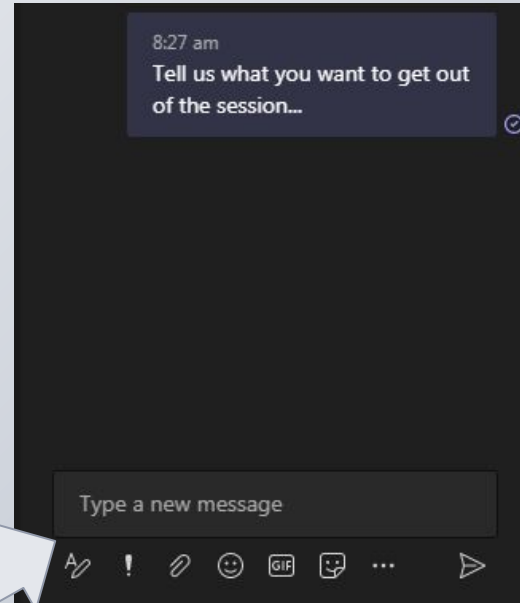 8:27 am
Tell us what you want to get out
of the session...
Type a new message
GIF